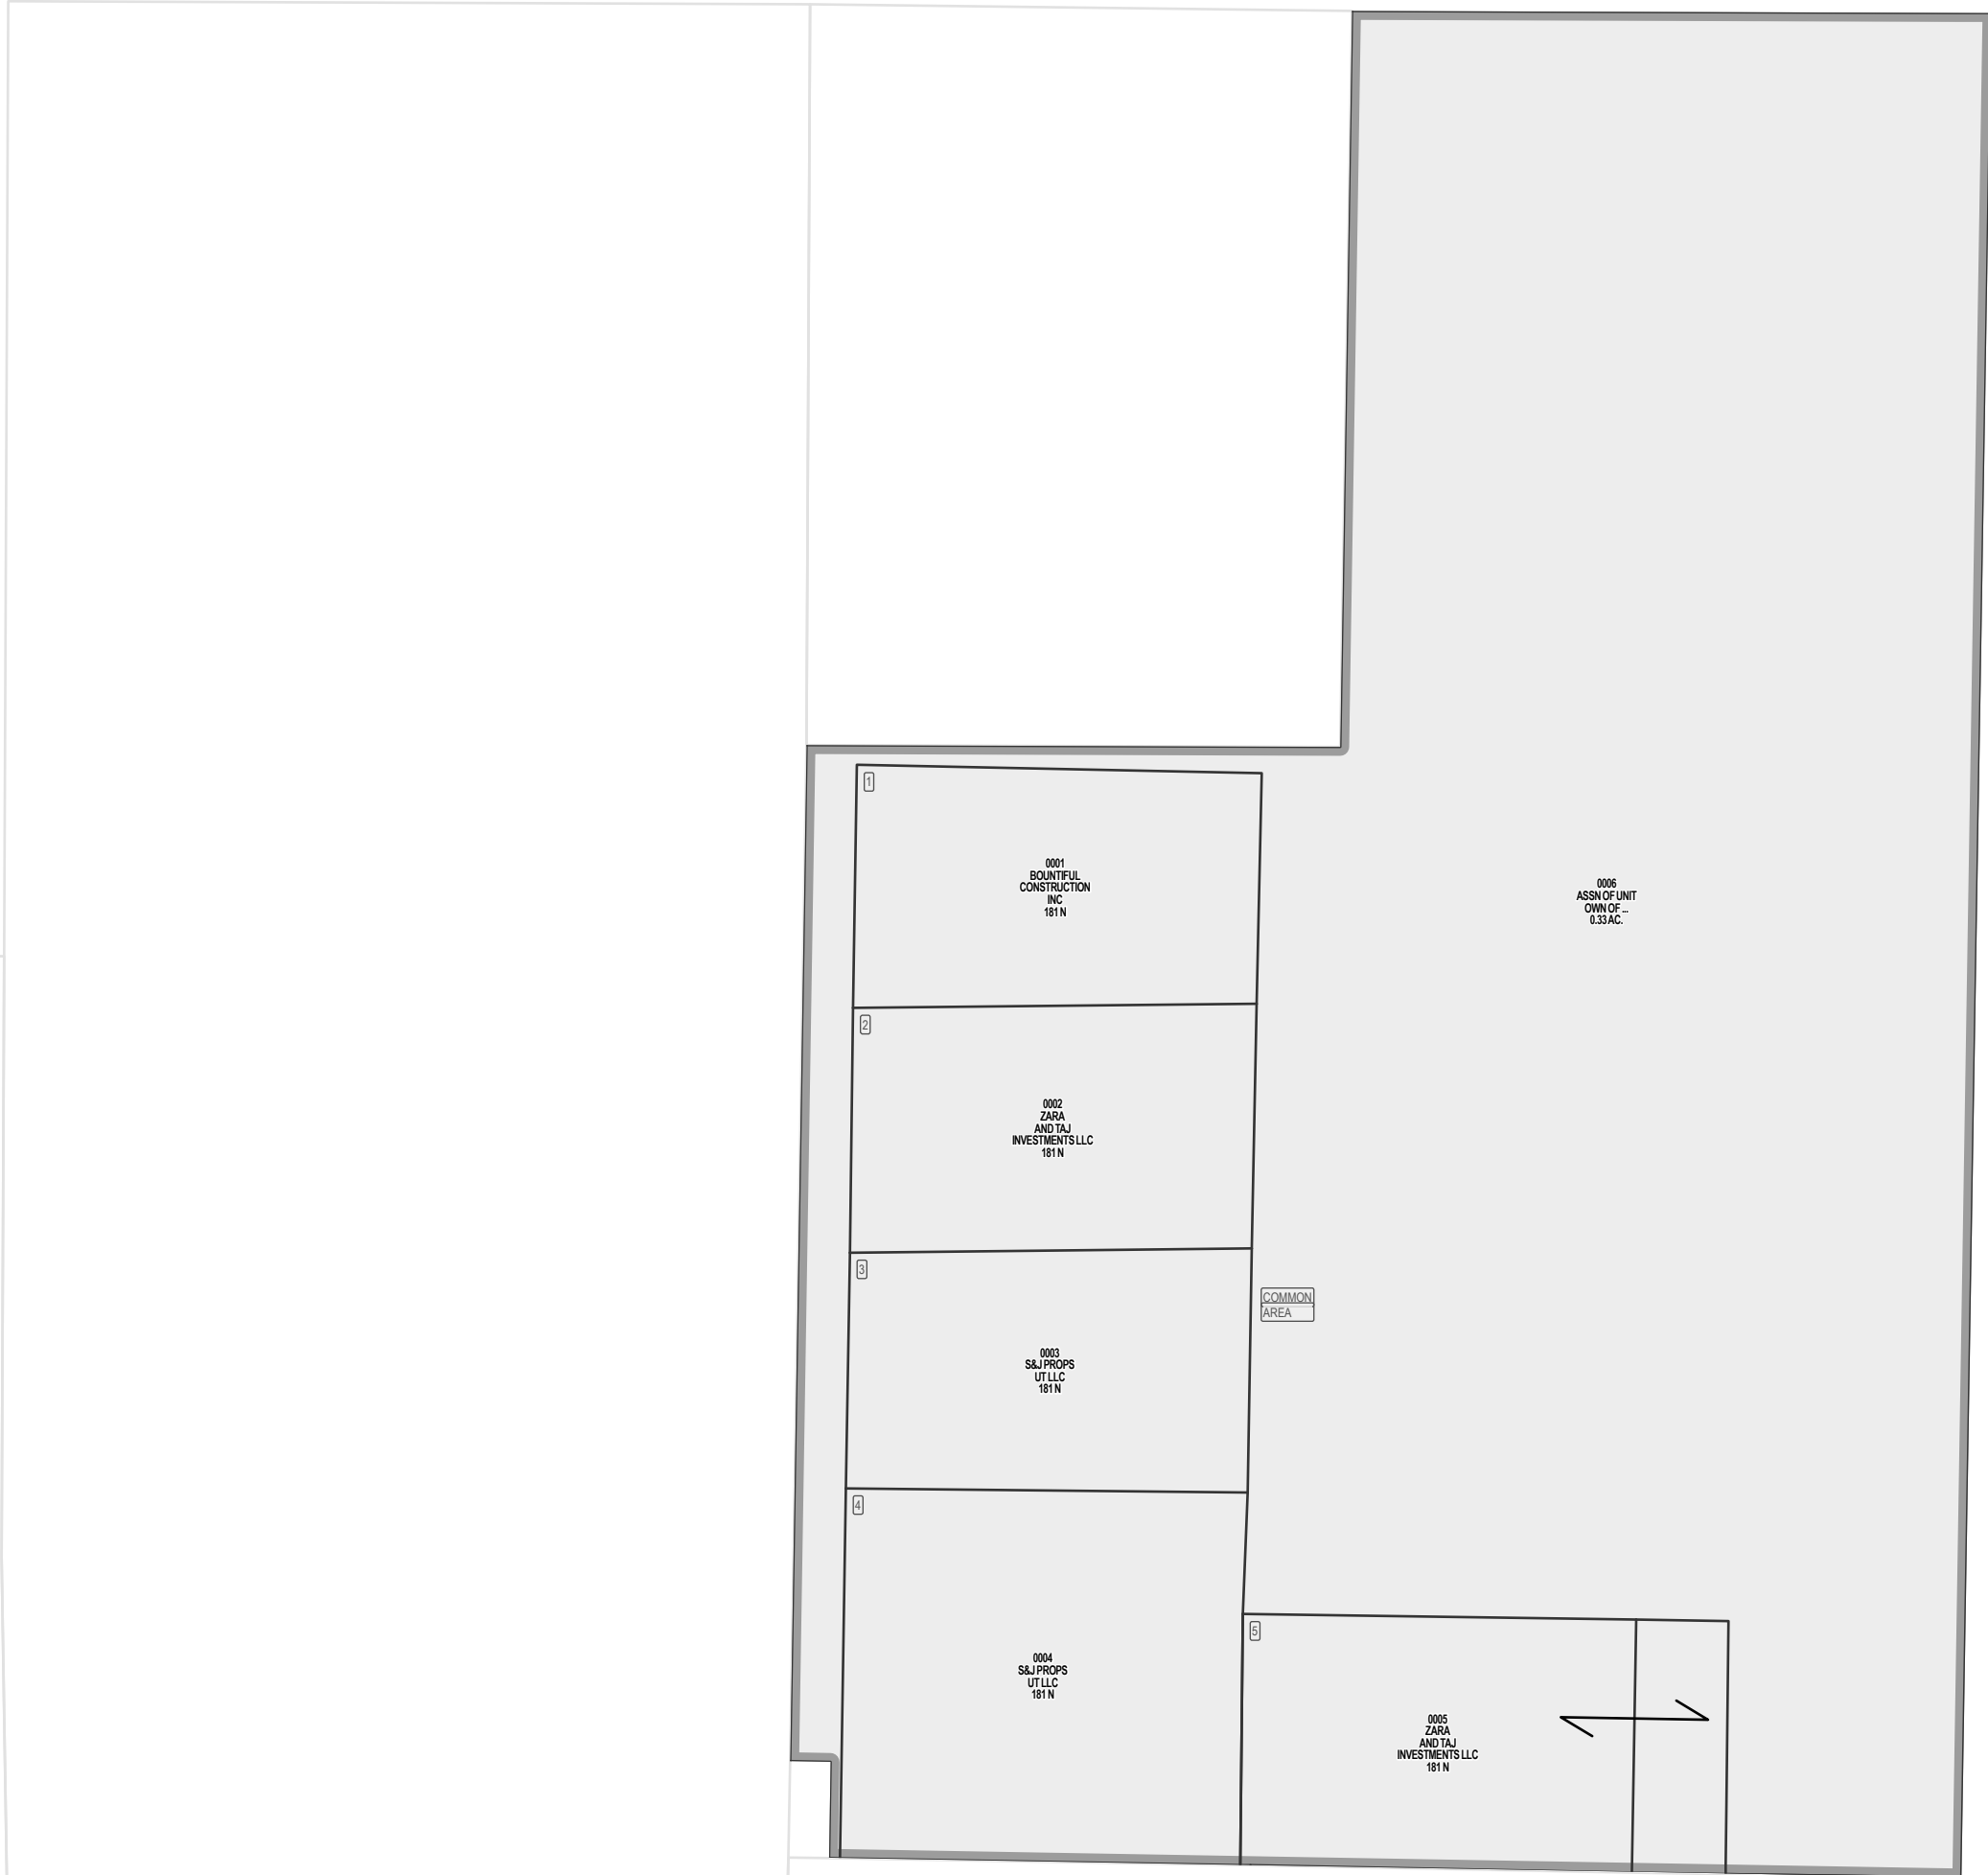 1
0001
BOUNTIFUL
CONSTRUCTION
INC
181 N
0006
ASSN OF UNIT
OWN OF ...
0.33 AC.
2
0002
ZARA
AND TAJ
INVESTMENTS LLC
181 N
3
COMMON
AREA
0003
S&J PROPS
UT LLC
181 N
4
0004
S&J PROPS
UT LLC
181 N
5
0005
ZARA
AND TAJ
INVESTMENTS LLC
181 N